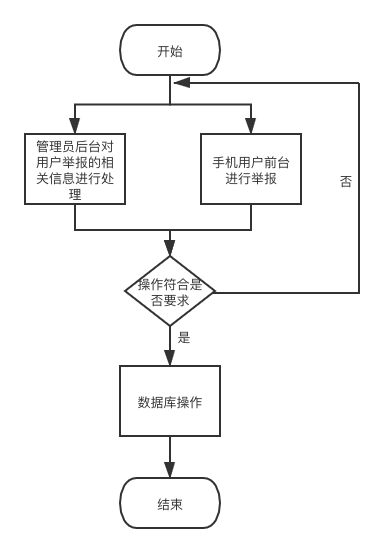 开始
管理员后台对
用户举报的相
关信息进行处
理
手机用户前台
进行举报
否
操作符合是
否要求
是
数据库操作
结束